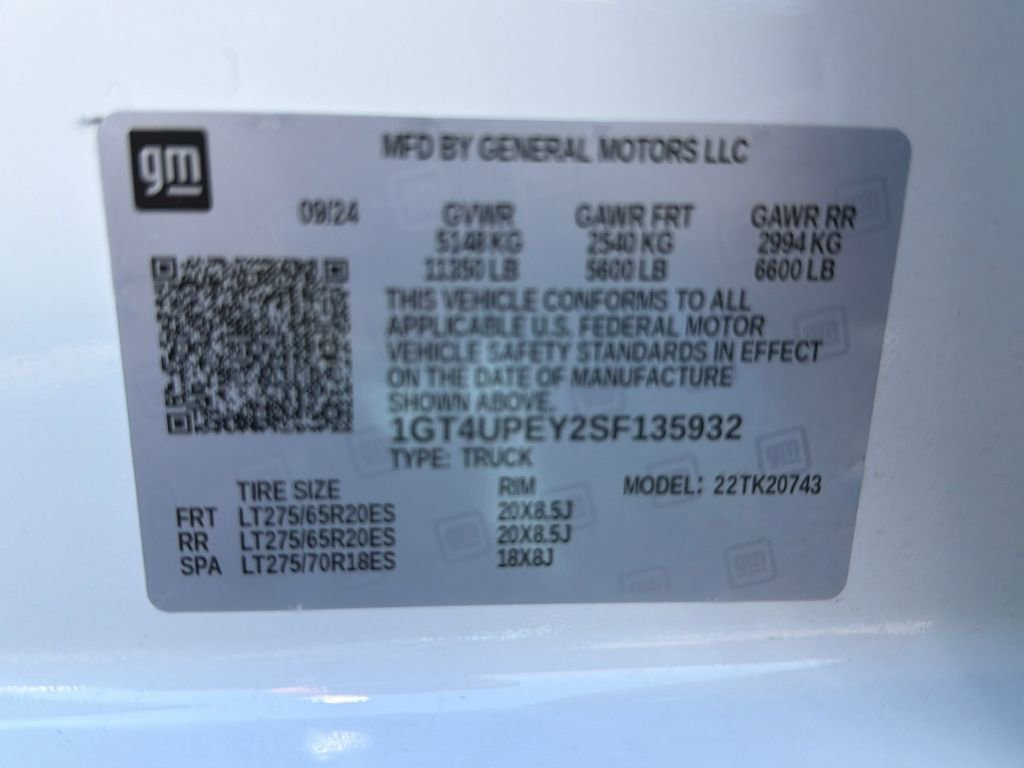 gm
MFD BY GENERAL MOTORS LLC
09/24 GVWR GAWR FRT GAWR RR
5148 KG 2540 KG 2994 KG
11350 LB 5600 LB 6600 LB
THIS VEHICLE CONFORMS TO ALL
APPLICABLE U.S. FEDERAL MOTOR
VEHICLE SAFETY STANDARDS IN EFFECT
ON THE DATE OF MANUFACTURE
SHOWN ABOVE.
1GT4UPEY2SF135932
TYPE: TRUCK
TIRE SIZE RIM MODEL: 22TK20743
FRT LT275/65R20ES 20X8.5J
RR LT275/65R20ES 20X8.5J
SPA LT275/70R18ES 18X8J